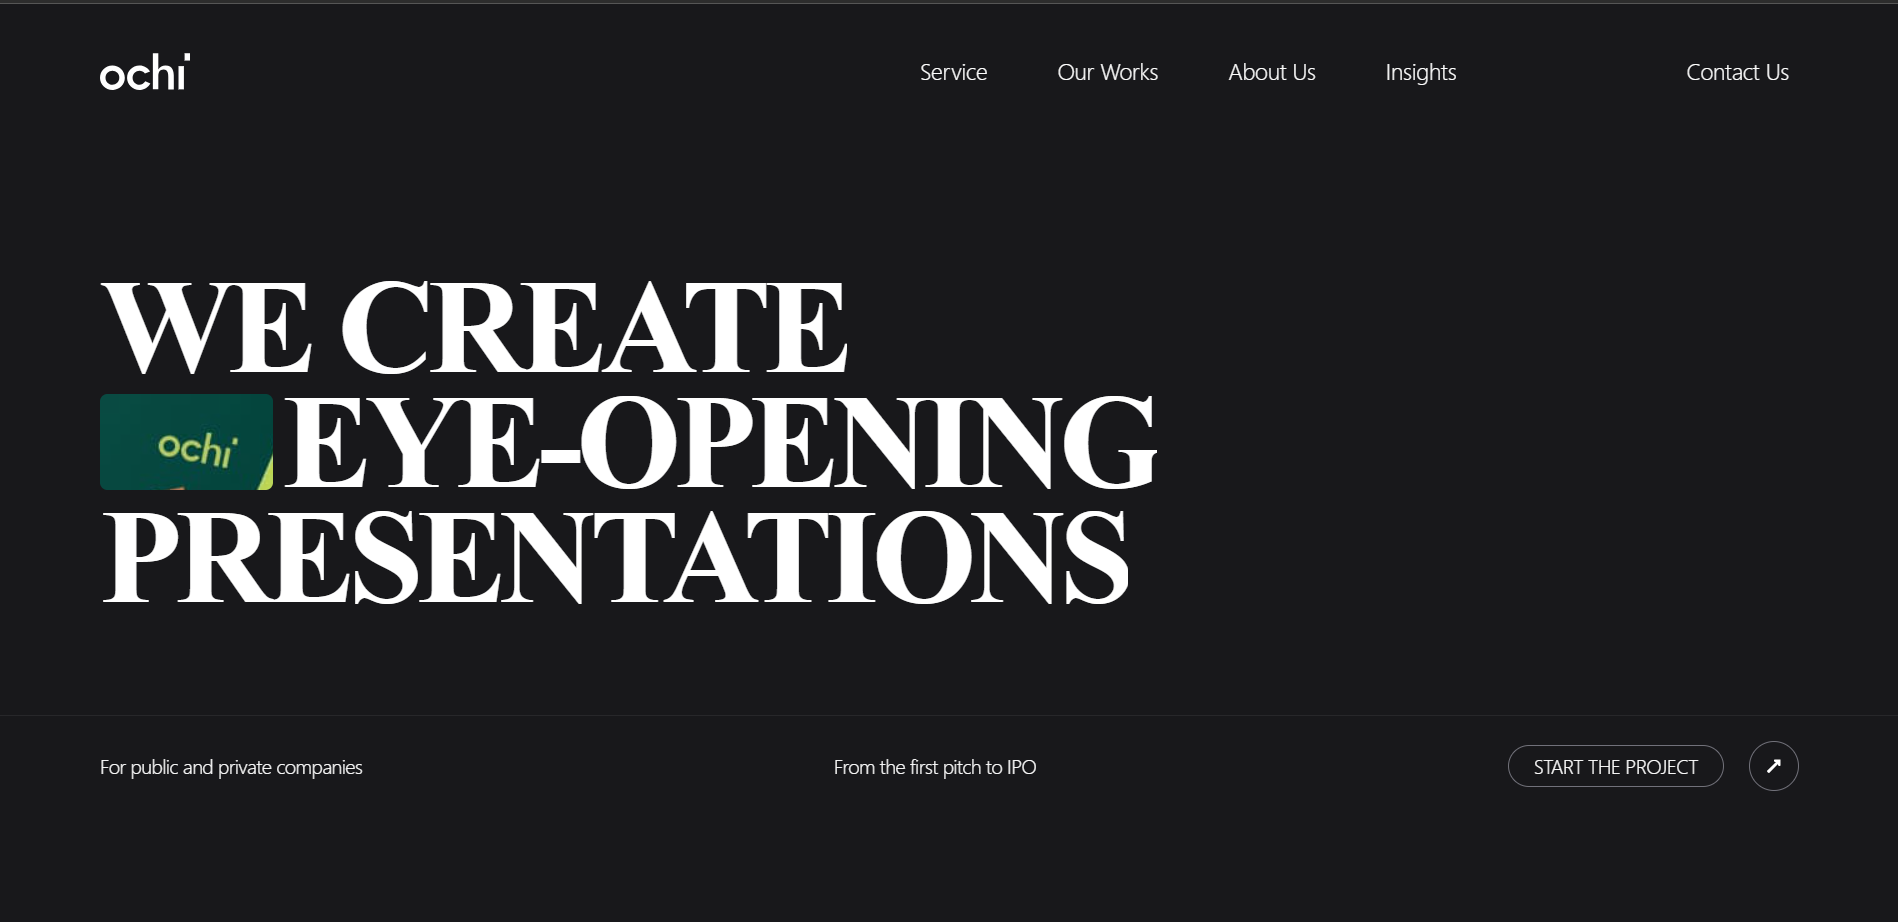 ochi
Service Our Works About Us Insights Contact Us
WE CREATE
ochi EYE-OPENING
PRESENTATIONS
For public and private companies From the first pitch to IPO START THE PROJECT